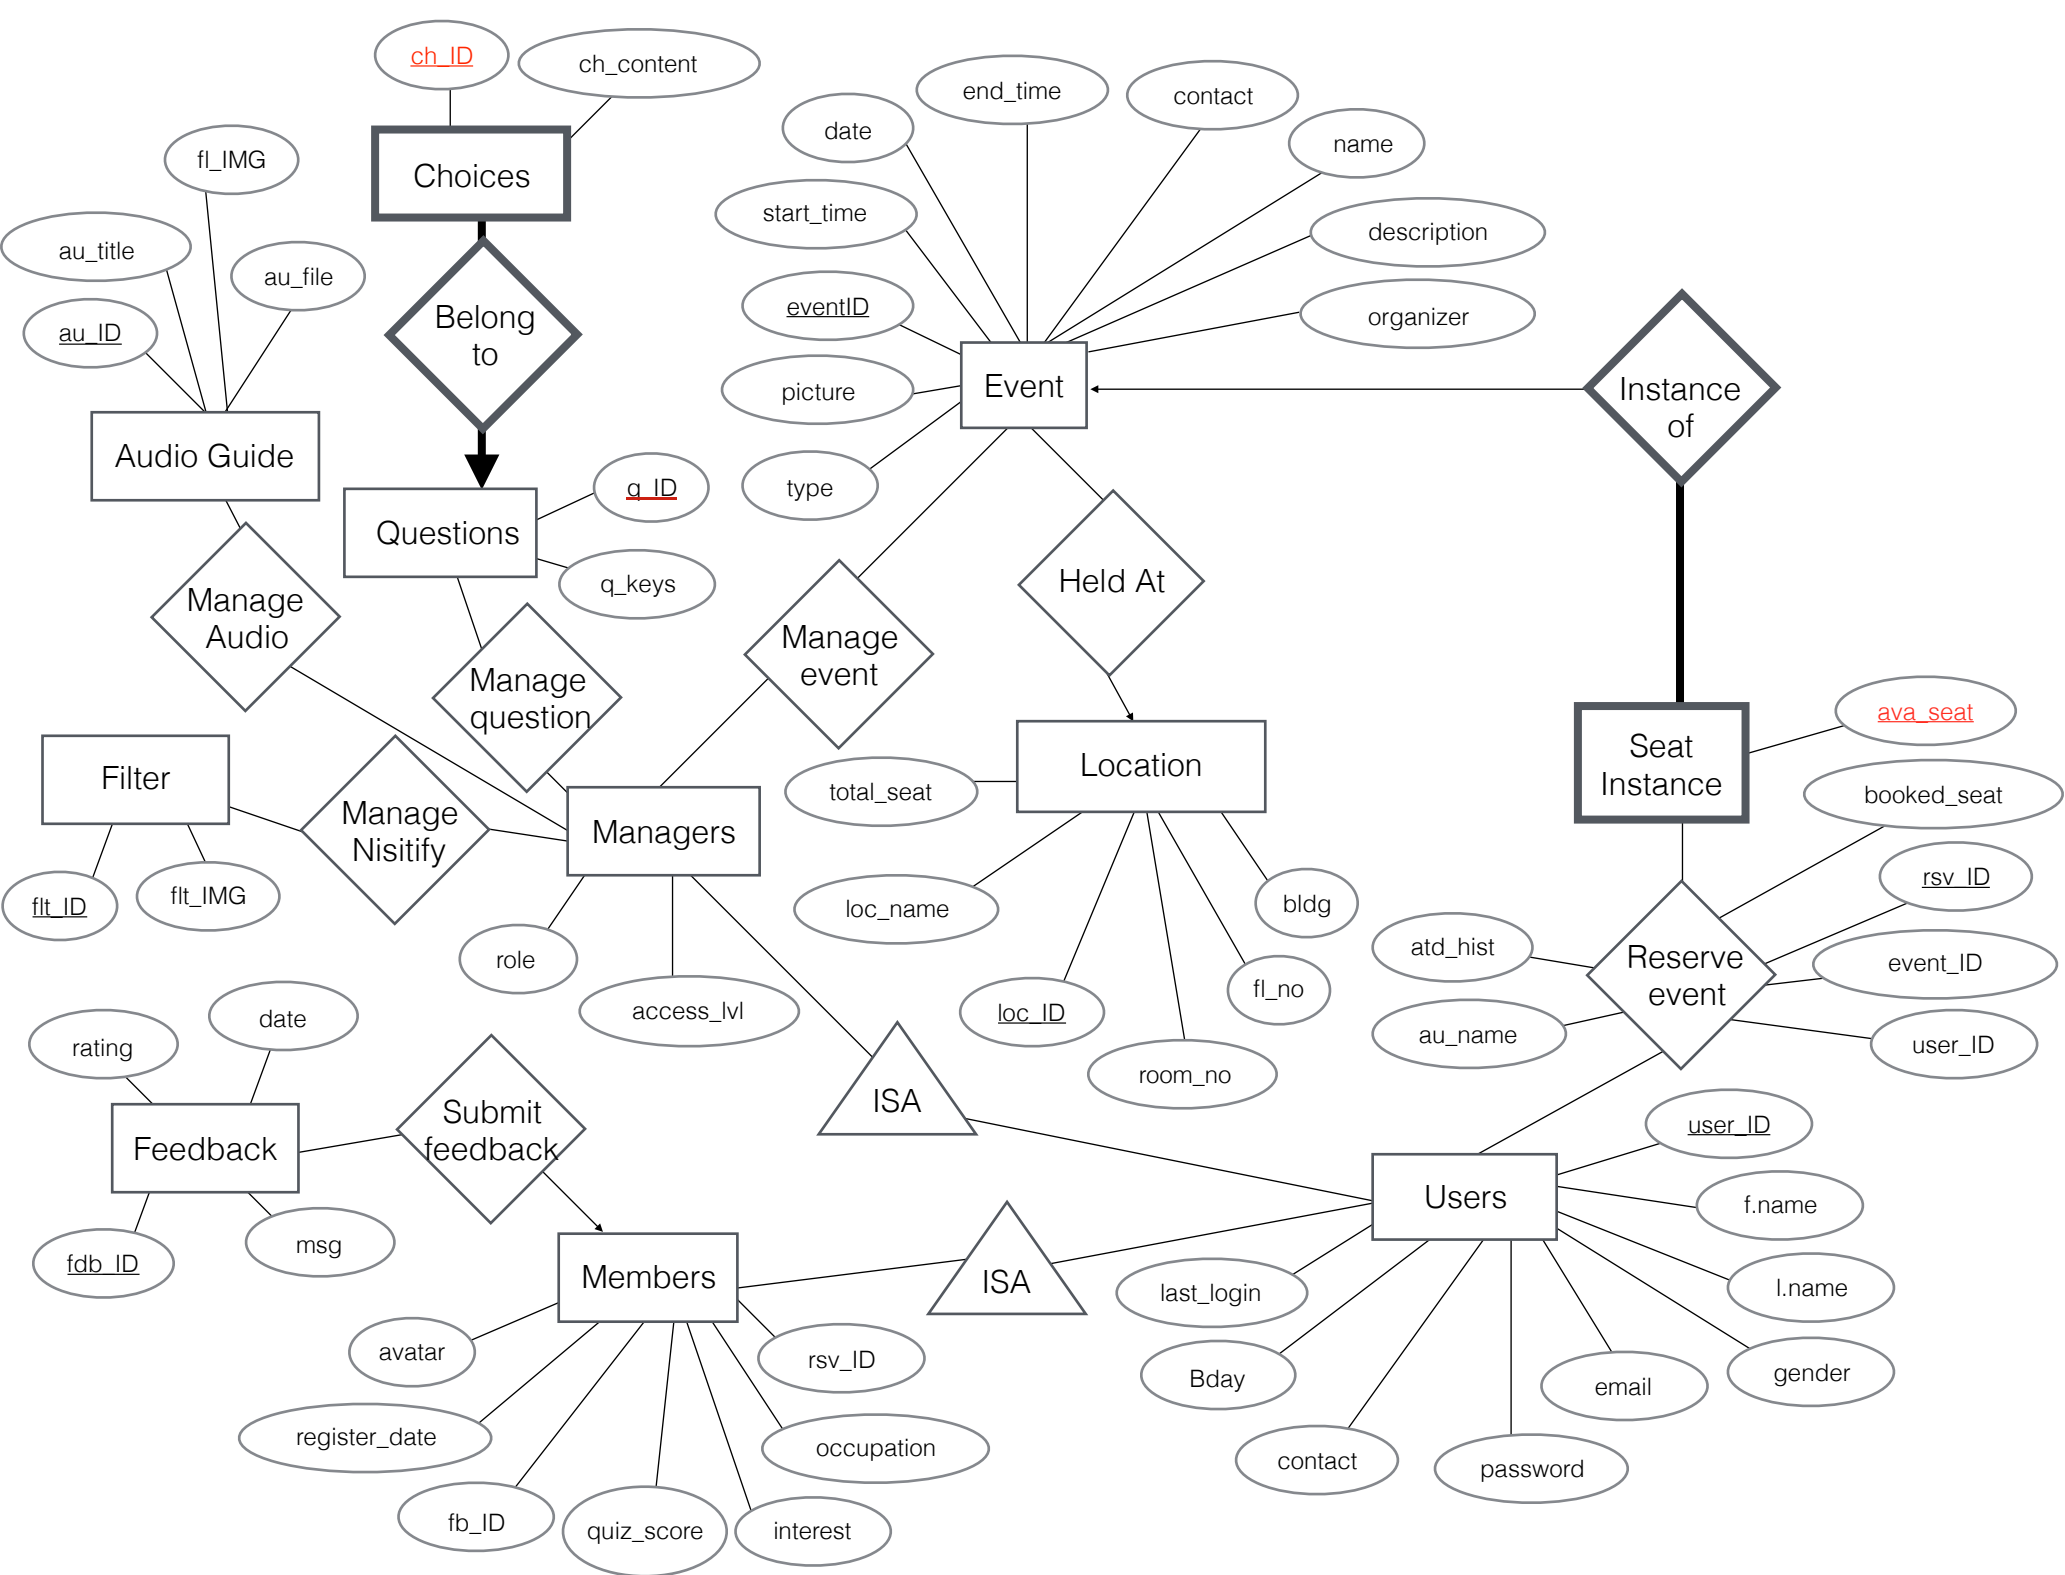 ch_ID
ch_content
end_time
contact
date
name
fl_IMG
Choices
start_time
description
au_title
au_file
eventID
organizer
au_ID
Belong
to
picture
Event
Instance
of
Audio Guide
type
q_ID
Questions
q_keys
Held At
Manage
Audio
Manage
event
Manage
question
ava_seat
Location
Seat
Instance
Filter
total_seat
booked_seat
Manage
Nisitify
Managers
rsv_ID
flt_ID
flt_IMG
loc_name
bldg
atd_hist
Reserve
event
event_ID
role
fl_no
access_lvl
loc_ID
date
au_name
user_ID
rating
room_no
ISA
Submit
feedback
user_ID
Feedback
Users
f.name
msg
fdb_ID
Members
ISA
last_login
l.name
avatar
rsv_ID
Bday
email
gender
register_date
occupation
contact
password
fb_ID
quiz_score
interest